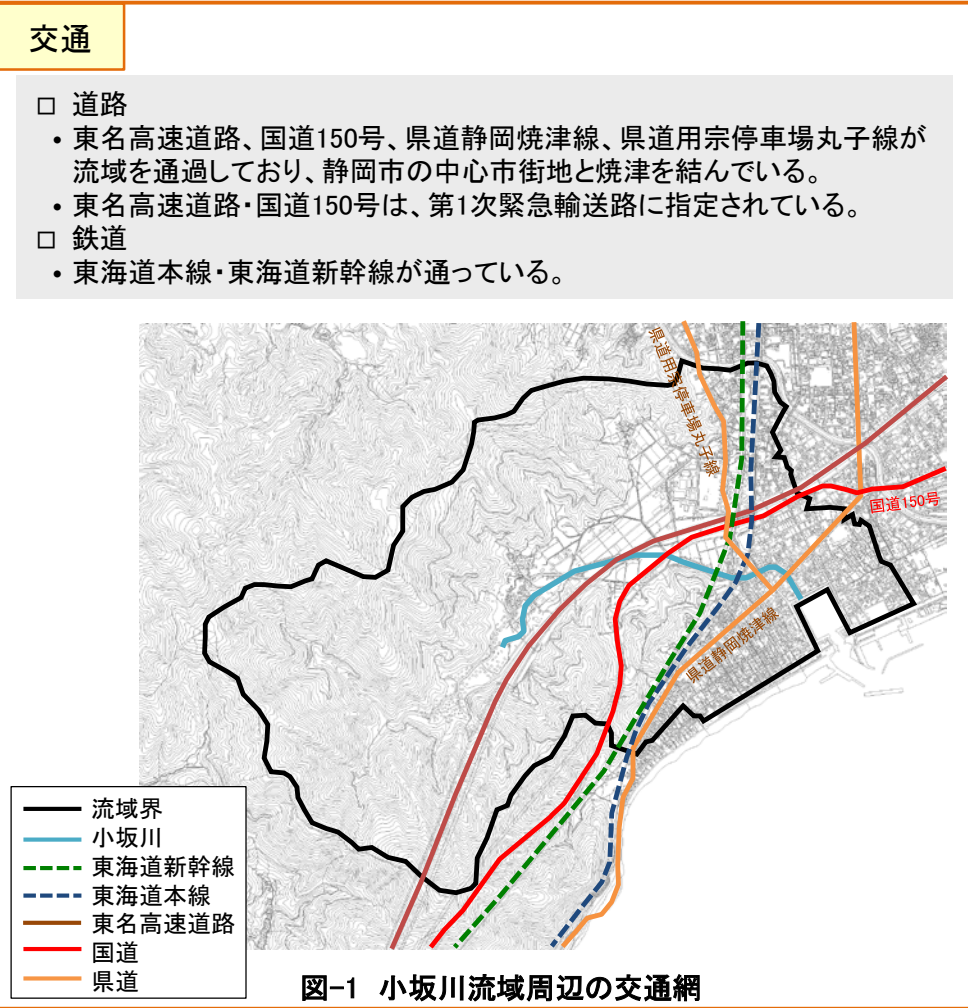 交通
□ 道路
• 東名高速道路、国道150号、県道静岡焼津線、県道用宗停車場丸子線が
流域を通過しており、静岡市の中心市街地と焼津を結んでいる。
• 東名高速道路・国道150号は、第1次緊急輸送路に指定されている。
□ 鉄道
• 東海道本線・東海道新幹線が通っている。
県道用宗停車場丸子線
国道150号
県道静岡焼津線
流域界
小坂川
東海道新幹線
東海道本線
東名高速道路
国道
県道
図-1 小坂川流域周辺の交通網